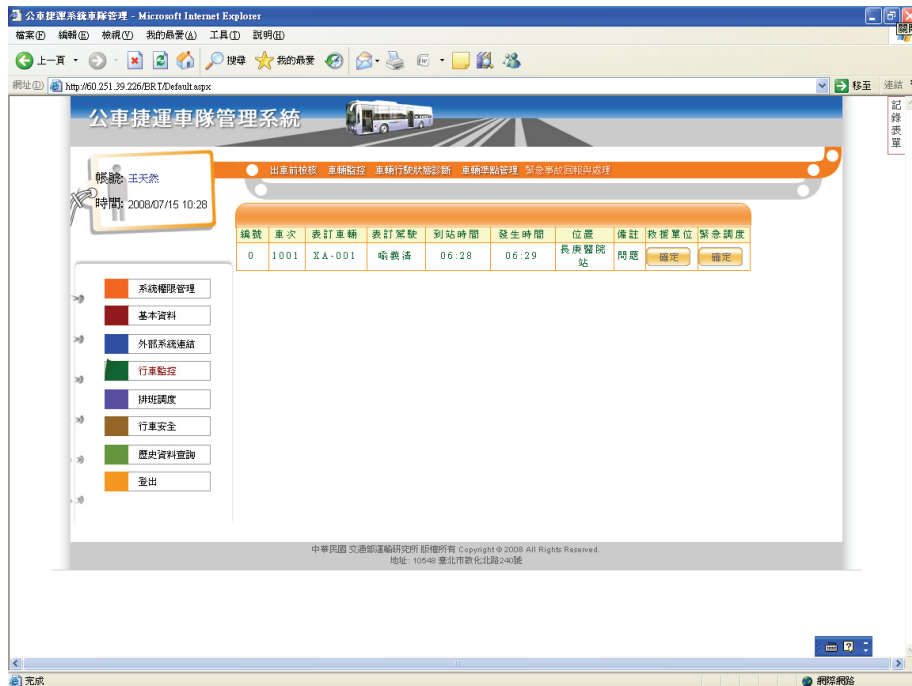 公車捷運系統車隊管理 - Microsoft Internet Explorer
檔案(F) 編輯(E) 檢視(V) 我的最愛(A) 工具(T) 說明(H)
上一頁 搜尋 我的最愛
網址(D) http://60.251.39.226/BRT/Default.aspx 移至 連結
公車捷運車隊管理系統
記錄表單
帳號: 王天然
時間: 2008/07/15 10:28
出車前檢核 車輛監控 車輛行駛狀態診斷 車輛準點管理 緊急事故回報與處理
編號 車次 表訂車輛 表訂駕駛 到站時間 發生時間 位置 備註 救援單位 緊急調度
0 1001 XA-001 喻義清 06:28 06:29 長庚醫院站 問題 確定 確定
系統權限管理
基本資料
外部系統連結
行車監控
排班調度
行車安全
歷史資料查詢
登出
中華民國 交通部運輸研究所 版權所有 Copyright © 2008 All Rights Reserved.
地址: 10548 臺北市敦化北路240號
完成 網際網路